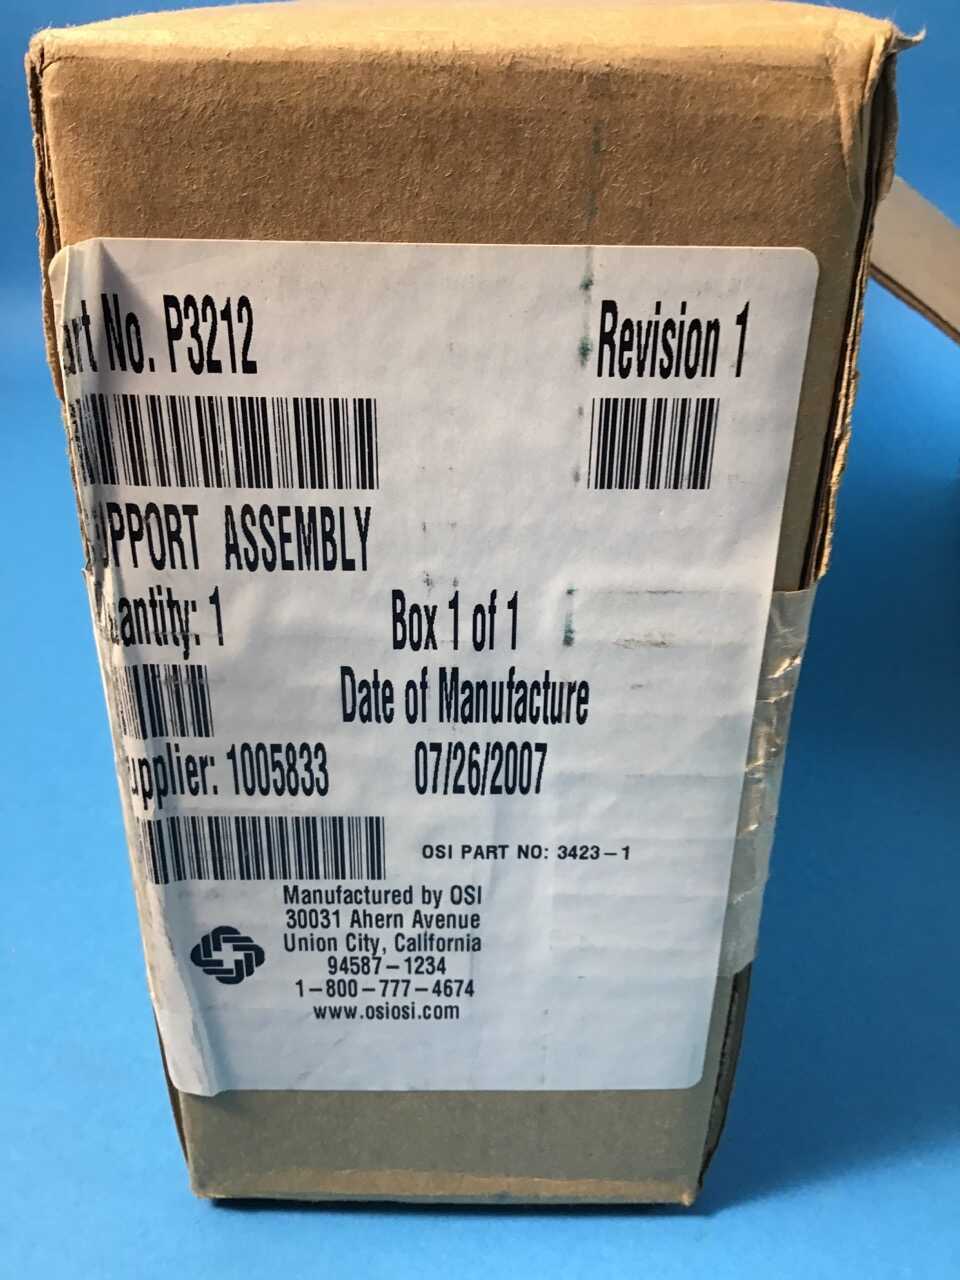 art No. P3212 Revision 1
UPPORT ASSEMBLY
uantity: 1 Box 1 of 1
Date of Manufacture
upplier: 1005833 07/26/2007
OSI PART NO: 3423-1
Manufactured by OSI
30031 Ahern Avenue
Union City, California
94587-1234
1-800-777-4674
www.osiosi.com